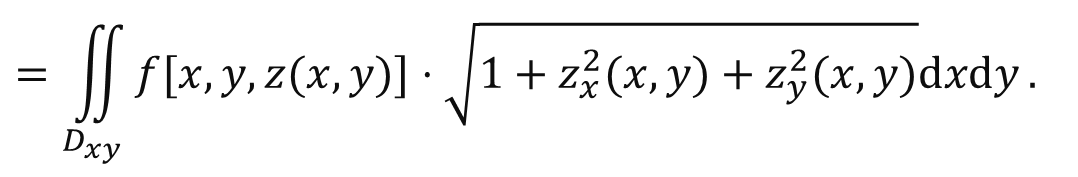 = ∬_{D_{xy}} f[x, y, z(x, y)] · √(1 + z_x^2(x, y) + z_y^2(x, y)) dxdy .